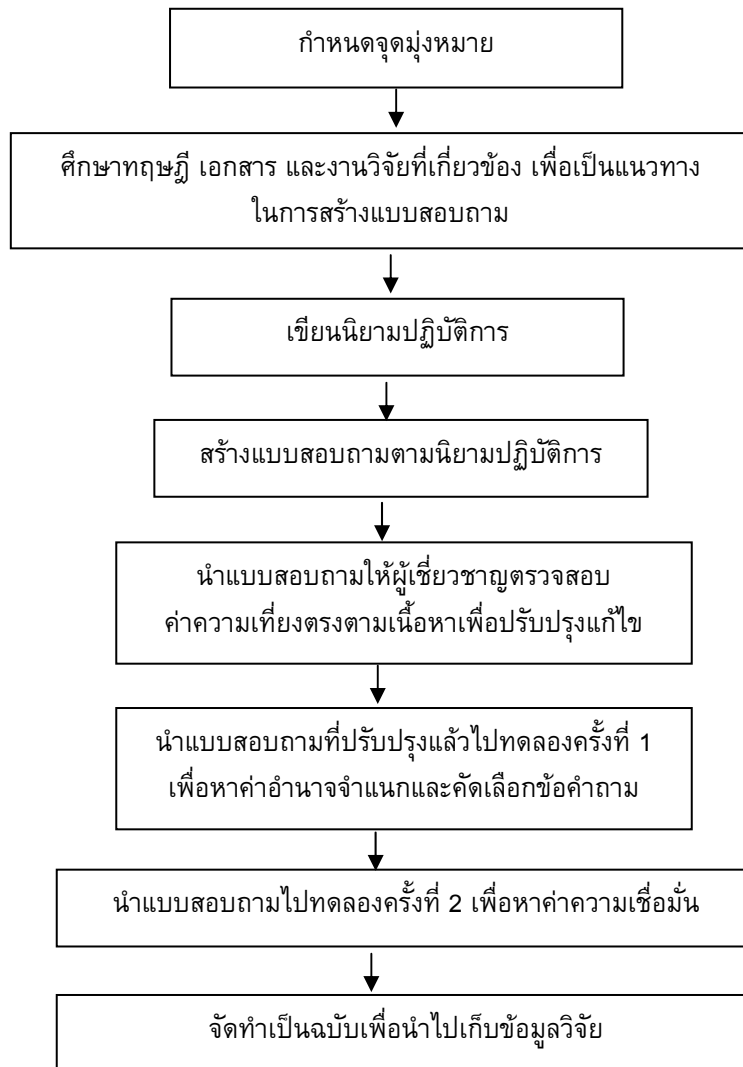 กำหนดจุดมุ่งหมาย
ศึกษาทฤษฎี เอกสาร และงานวิจัยที่เกี่ยวข้อง เพื่อเป็นแนวทาง
ในการสร้างแบบสอบถาม
เขียนนิยามปฏิบัติการ
สร้างแบบสอบถามตามนิยามปฏิบัติการ
นำแบบสอบถามให้ผู้เชี่ยวชาญตรวจสอบ
ค่าความเที่ยงตรงตามเนื้อหาเพื่อปรับปรุงแก้ไข
นำแบบสอบถามที่ปรับปรุงแล้วไปทดลองครั้งที่ 1
เพื่อหาค่าอำนาจจำแนกและคัดเลือกข้อคำถาม
นำแบบสอบถามไปทดลองครั้งที่ 2 เพื่อหาค่าความเชื่อมั่น
จัดทำเป็นฉบับเพื่อนำไปเก็บข้อมูลวิจัย